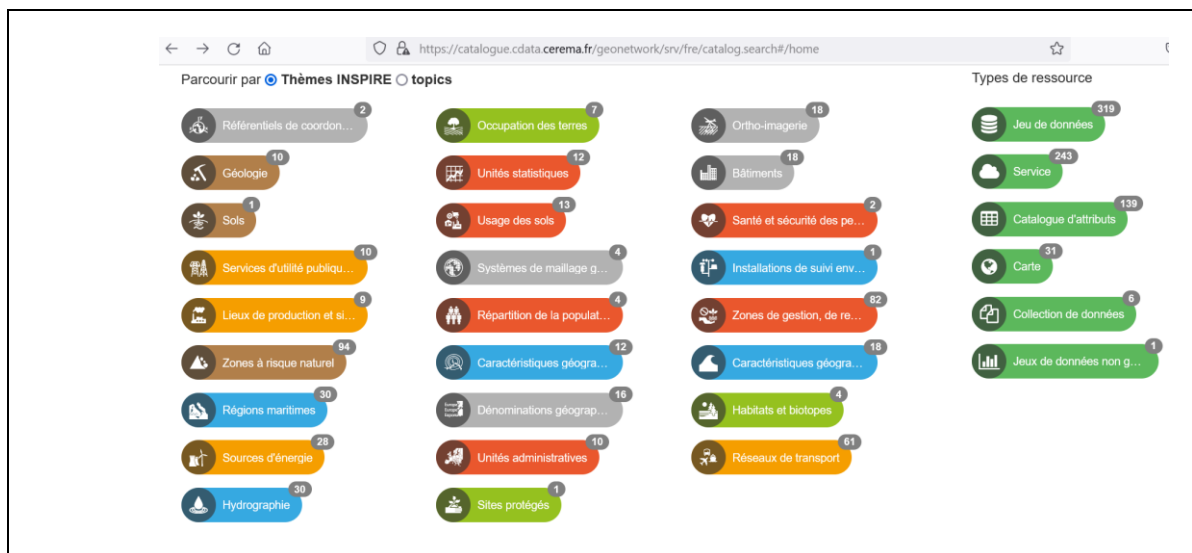 https://catalogue.cdata.cerema.fr/geonetwork/srv/fre/catalog.search#/home
Parcourir par Thèmes INSPIRE topics
Types de ressource
Référentiels de coordon... 2
Géologie 10
Sols 1
Services d'utilité publiqu... 10
Lieux de production et si... 9
Zones à risque naturel 94
Régions maritimes 30
Sources d'énergie 28
Hydrographie 30
Occupation des terres 7
Unités statistiques 12
Usage des sols 13
Systèmes de maillage g... 4
Répartition de la populat... 4
Caractéristiques géogra... 12
Dénominations géograp... 16
Unités administratives 10
Sites protégés 1
Ortho-imagerie 18
Bâtiments 18
Santé et sécurité des pe... 2
Installations de suivi env... 1
Zones de gestion, de re... 82
Caractéristiques géogra... 18
Habitats et biotopes 4
Réseaux de transport 61
Jeu de données 319
Service 243
Catalogue d'attributs 139
Carte 31
Collection de données 6
Jeux de données non g... 1